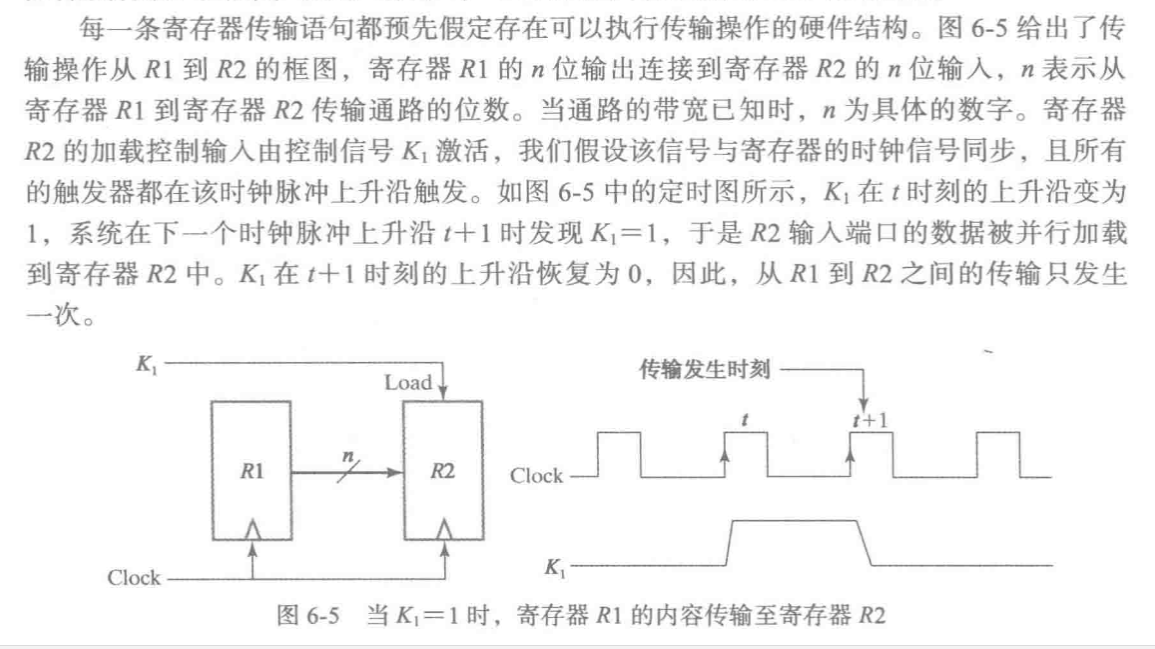 每一条寄存器传输语句都预先假定存在可以执行传输操作的硬件结构。图 6-5 给出了传
输操作从 R1 到 R2 的框图，寄存器 R1 的 n 位输出连接到寄存器 R2 的 n 位输入，n 表示从
寄存器 R1 到寄存器 R2 传输通路的位数。当通路的带宽已知时，n 为具体的数字。寄存器
R2 的加载控制输入由控制信号 K₁ 激活，我们假设该信号与寄存器的时钟信号同步，且所有
的触发器都在该时钟脉冲上升沿触发。如图 6-5 中的定时图所示，K₁ 在 t 时刻的上升沿变为
1，系统在下一个时钟脉冲上升沿 t+1 时发现 K₁=1，于是 R2 输入端口的数据被并行加载
到寄存器 R2 中。K₁ 在 t+1 时刻的上升沿恢复为 0，因此，从 R1 到 R2 之间的传输只发生
一次。
K₁
Load
R1
n
R2
Clock
传输发生时刻
t
t+1
Clock
K₁
图 6-5 当 K₁=1 时，寄存器 R1 的内容传输至寄存器 R2